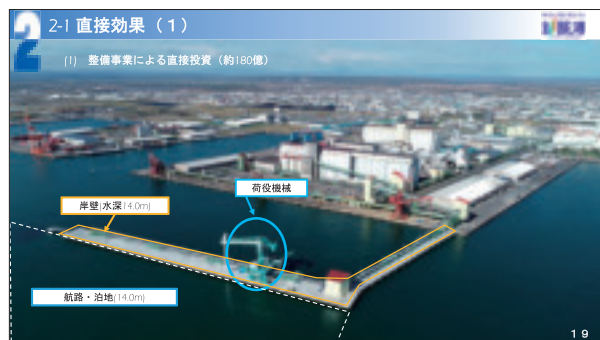 2
2-1 直接効果（１）
(1) 整備事業による直接投資（約180億）
荷役機械
岸壁(水深14.0m)
航路・泊地(14.0m)
19